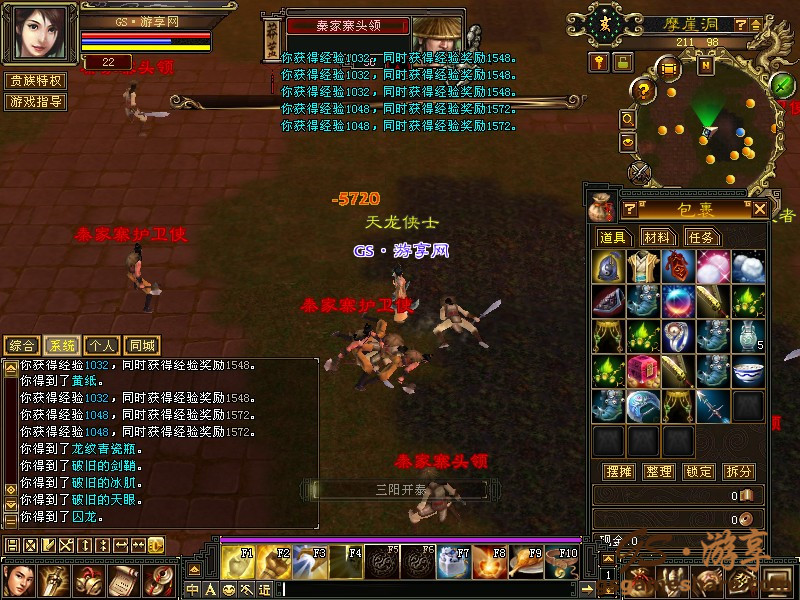 GS·游享网
22
贵族特权
游戏指导
秦家寨头领
秦家寨头领
你获得经验1032，同时获得经验奖励1548。
你获得经验1032，同时获得经验奖励1548。
你获得经验1032，同时获得经验奖励1548。
你获得经验1048，同时获得经验奖励1572。
你获得经验1048，同时获得经验奖励1572。
摩崖洞
211 98
N
-5720
天龙侠士
GS·游享网
秦家寨护卫使
秦家寨护卫使
秦家寨头领
三阳开泰
包裹
道具
材料
任务
5
摆摊
整理
锁定
拆分
0
0
现金
0
综合
系统
个人
同城
你获得经验1032，同时获得经验奖励1548。
你得到了黄纸。
你获得经验1032，同时获得经验奖励1548。
你获得经验1048，同时获得经验奖励1572。
你获得经验1048，同时获得经验奖励1572。
你得到了龙纹青瓷瓶。
你得到了破旧的剑鞘。
你得到了破旧的冰肌。
你得到了破旧的天眼。
你得到了囚龙。
F1
F2
F3
F4
F5
F6
F7
F8
F9
F10
中
A
近
1
GS·游享